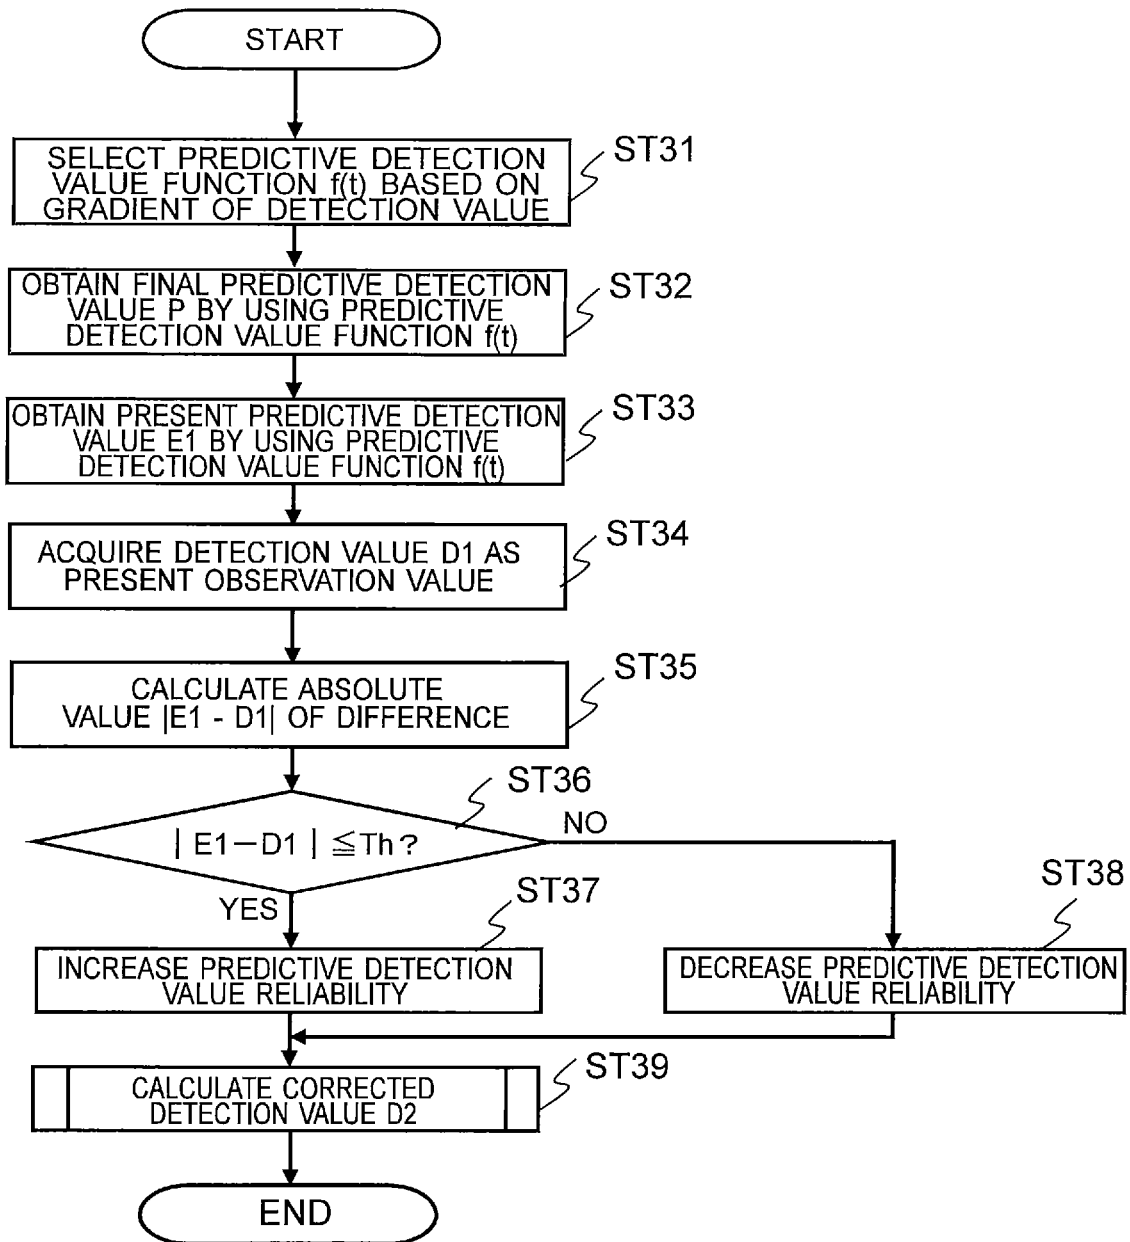 START
SELECT PREDICTIVE DETECTION
VALUE FUNCTION f(t) BASED ON
GRADIENT OF DETECTION VALUE
ST31
OBTAIN FINAL PREDICTIVE DETECTION
VALUE P BY USING PREDICTIVE
DETECTION VALUE FUNCTION f(t)
ST32
OBTAIN PRESENT PREDICTIVE DETECTION
VALUE E1 BY USING PREDICTIVE
DETECTION VALUE FUNCTION f(t)
ST33
ACQUIRE DETECTION VALUE D1 AS
PRESENT OBSERVATION VALUE
ST34
CALCULATE ABSOLUTE
VALUE |E1 - D1| OF DIFFERENCE
ST35
| E1－D1 | ≦Th?
ST36
NO
YES
INCREASE PREDICTIVE DETECTION
VALUE RELIABILITY
ST37
DECREASE PREDICTIVE DETECTION
VALUE RELIABILITY
ST38
CALCULATE CORRECTED
DETECTION VALUE D2
ST39
END